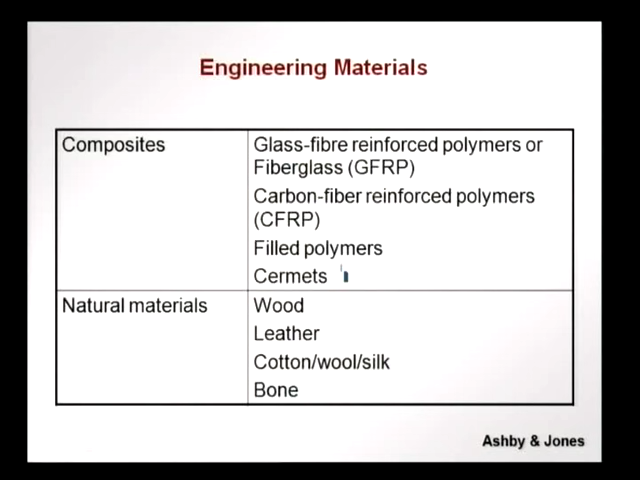 Engineering Materials
Composites
Glass-fibre reinforced polymers or
Fiberglass (GFRP)
Carbon-fiber reinforced polymers
(CFRP)
Filled polymers
Cermets
Natural materials
Wood
Leather
Cotton/wool/silk
Bone
Ashby & Jones